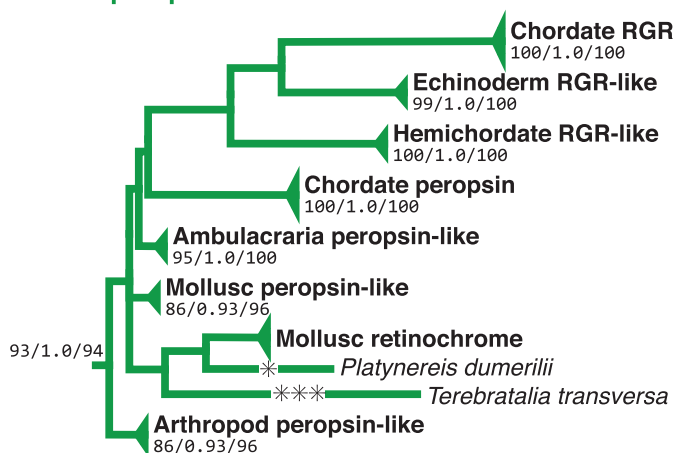 Chordate RGR
100/1.0/100
Echinoderm RGR-like
99/1.0/100
Hemichordate RGR-like
100/1.0/100
Chordate peropsin
100/1.0/100
Ambulacraria peropsin-like
95/1.0/100
Mollusc peropsin-like
86/0.93/96
Mollusc retinochrome
93/1.0/94
Platynereis dumerilii
Terebratalia transversa
Arthropod peropsin-like
86/0.93/96